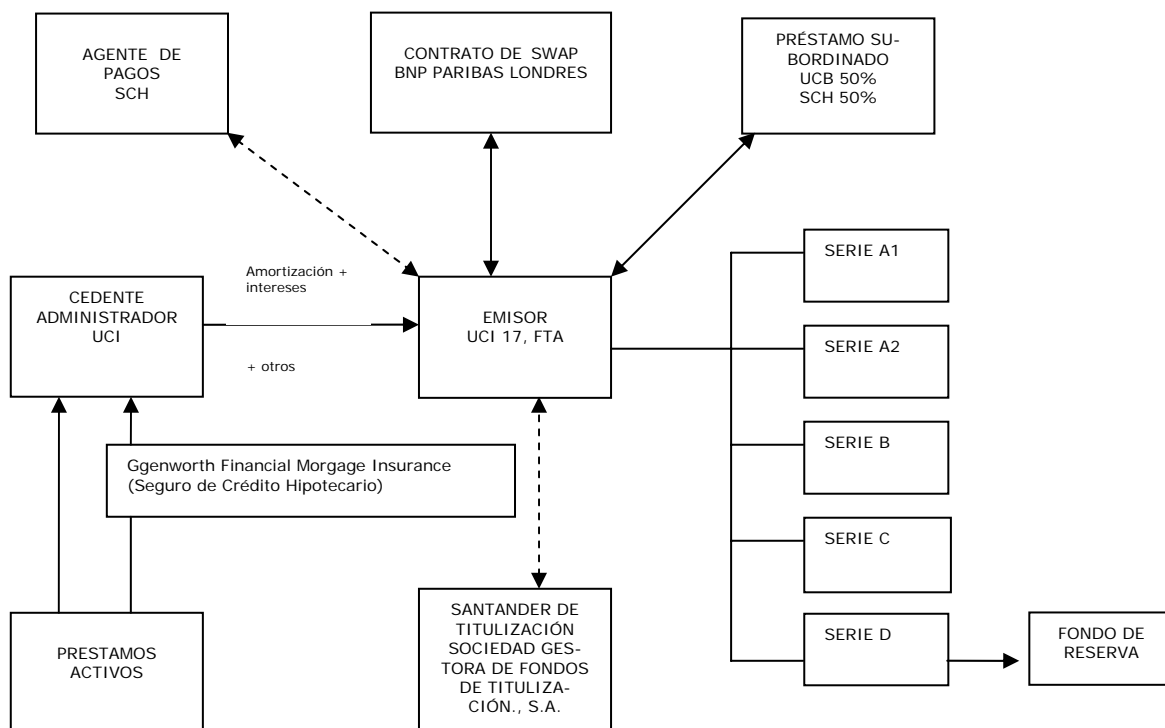 AGENTE DE
PAGOS
SCH
CONTRATO DE SWAP
BNP PARIBAS LONDRES
PRÉSTAMO SU-
BORDINADO
UCB 50%
SCH 50%
CEDENTE
ADMINISTRADOR
UCI
Amortización +
intereses
+ otros
EMISOR
UCI 17, FTA
SERIE A1
SERIE A2
SERIE B
SERIE C
SERIE D
FONDO DE
RESERVA
Ggenworth Financial Morgage Insurance
(Seguro de Crédito Hipotecario)
PRESTAMOS
ACTIVOS
SANTANDER DE
TITULIZACIÓN
SOCIEDAD GES-
TORA DE FONDOS
DE TITULIZA-
CIÓN., S.A.